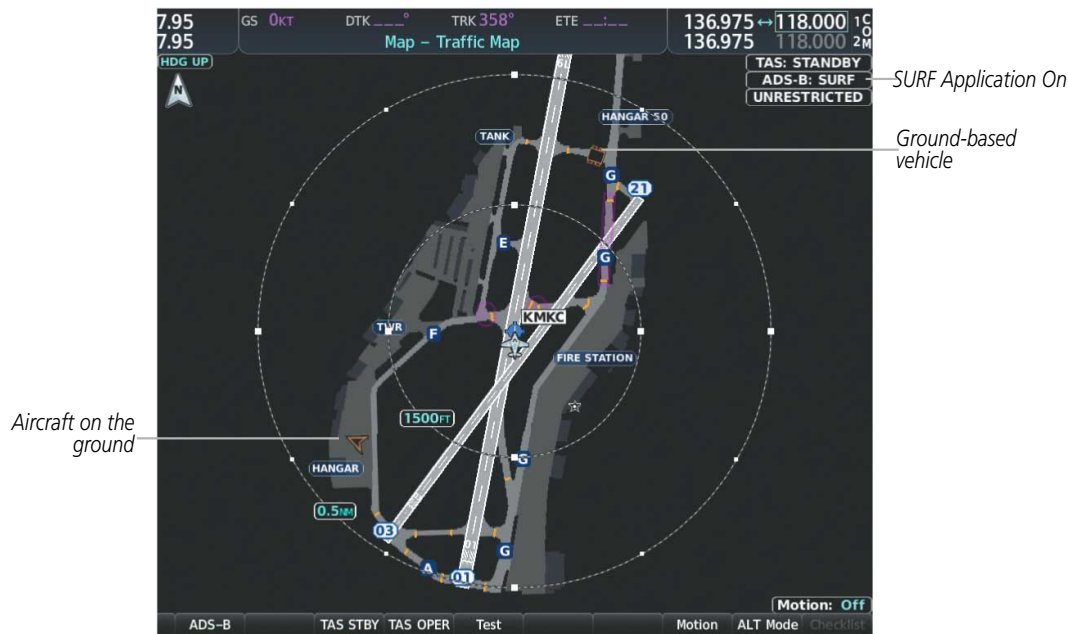 7.95 GS 0KT DTK ___° TRK 358° ETE __:__ 136.975 ↔ 118.000 1 C
7.95 Map – Traffic Map 136.975 118.000 2 O M
HDG UP
N
TAS: STANDBY
ADS-B: SURF
UNRESTRICTED
SURF Application On
HANGAR 50
TANK
Ground-based
vehicle
G
21
E
G
KMKC
TWR
F
FIRE STATION
1500FT
Aircraft on the
ground
G
HANGAR
0.5NM
03
01
G
A
01
Motion: Off
ADS-B TAS STBY TAS OPER Test Motion ALT Mode Checklist